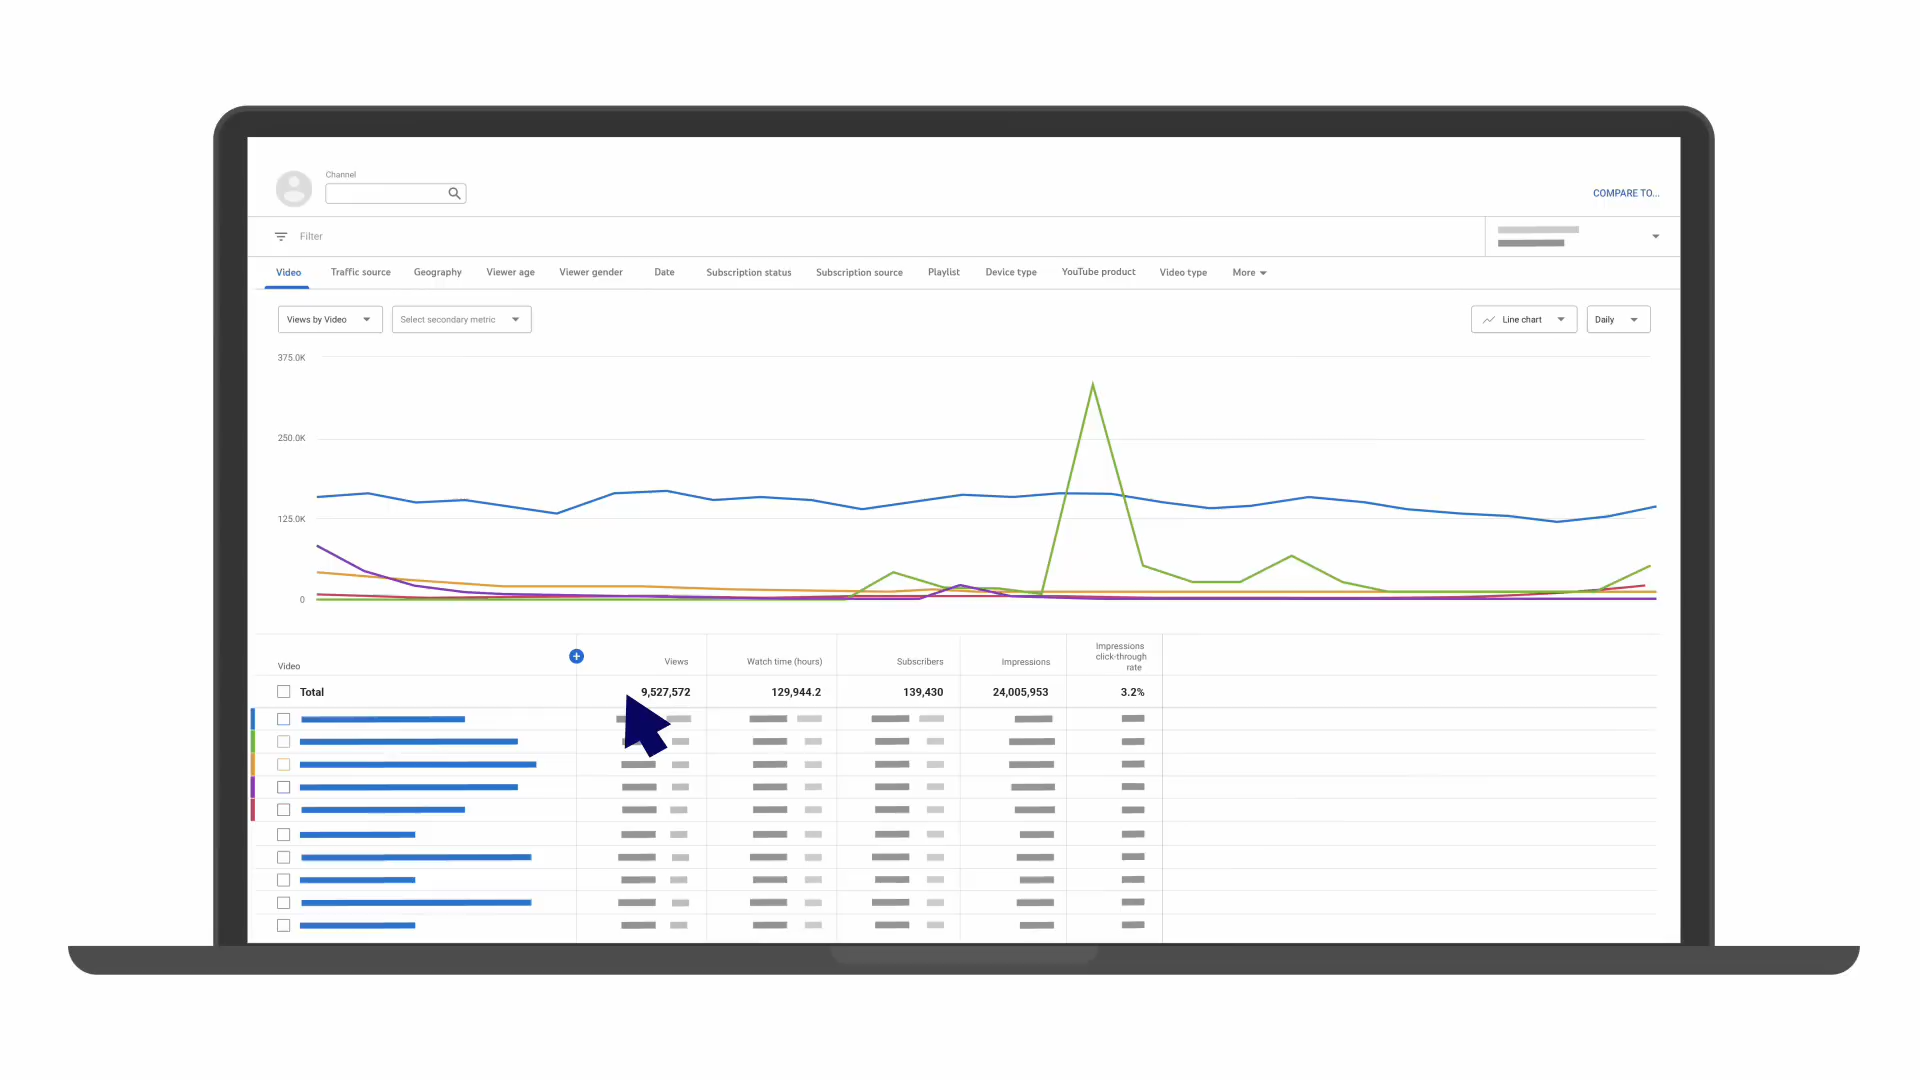 Channel
COMPARE TO...
Filter
Video Traffic source Geography Viewer age Viewer gender Date Subscription status Subscription source Playlist Device type YouTube product Video type More
Views by Video Select secondary metric Line chart Daily
375.0K
250.0K
125.0K
0
Video Views Watch time (hours) Subscribers Impressions Impressions
click-through
rate
Total 9,527,572 129,944.2 139,430 24,005,953 3.2%